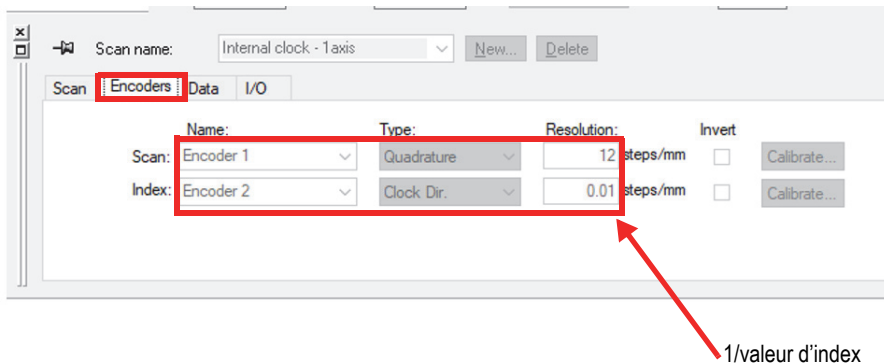 Scan name: Internal clock - 1axis New... Delete
Scan Encoders Data I/O
Name: Type: Resolution: Invert
Scan: Encoder 1 Quadrature 12 steps/mm Calibrate...
Index: Encoder 2 Clock Dir. 0.01 steps/mm Calibrate...
1/valeur d'index